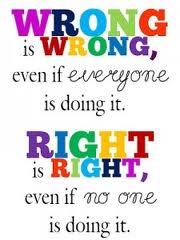 WRONG
is WRONG,
even if everyone
is doing it.
RIGHT
is RIGHT,
even if no one
is doing it.